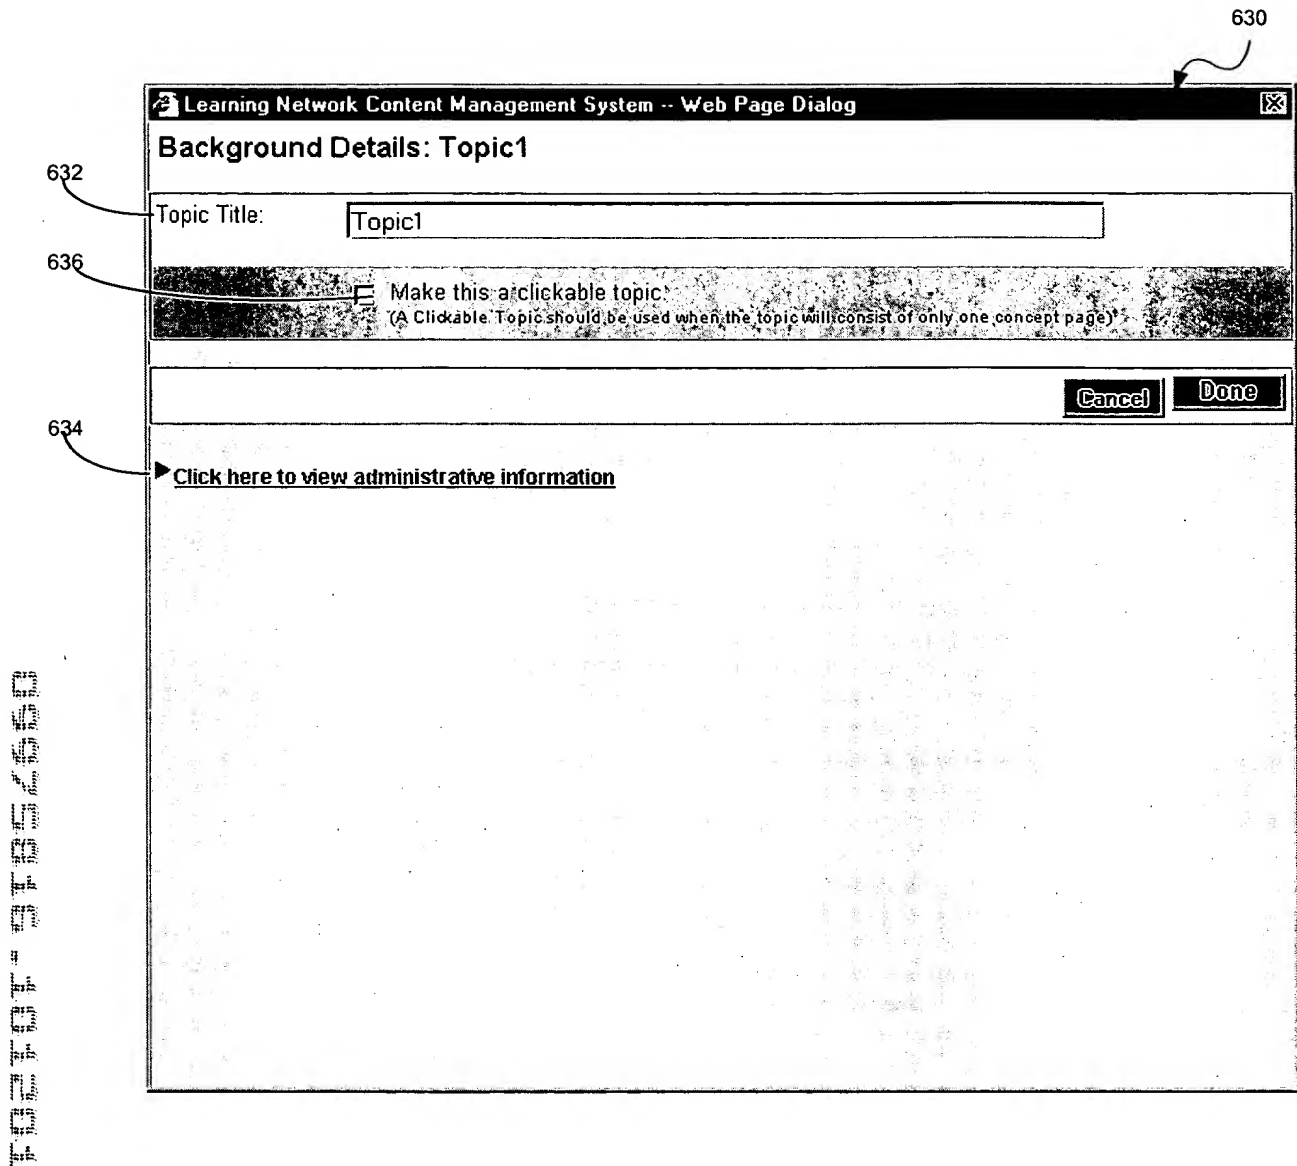 630
Learning Network Content Management System -- Web Page Dialog
Background Details: Topic1
632
Topic Title: Topic1
636
Make this a clickable topic.
(A Clickable Topic should be used when the topic will consist of only one concept page)
Cancel Done
634
Click here to view administrative information